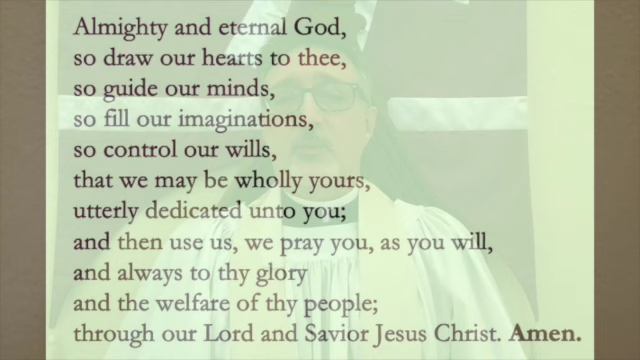 Almighty and eternal God,
so draw our hearts to thee,
so guide our minds,
so fill our imaginations,
so control our wills,
that we may be wholly yours,
utterly dedicated unto you;
and then use us, we pray you, as you will,
and always to thy glory
and the welfare of thy people;
through our Lord and Savior Jesus Christ. Amen.